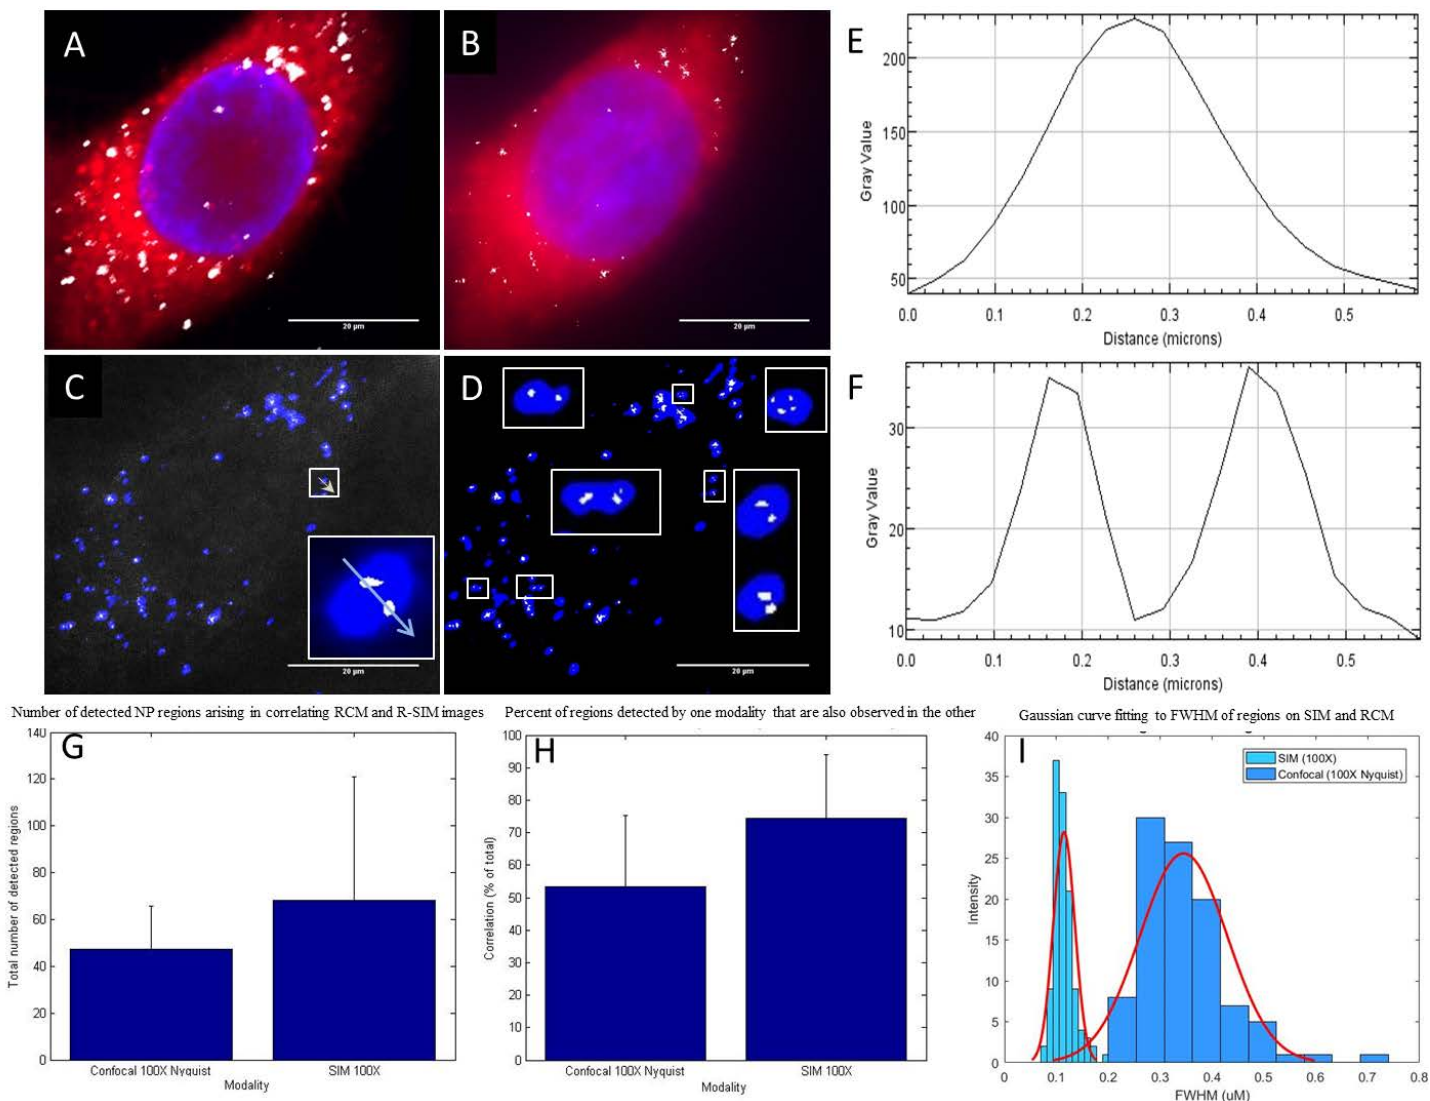 A
20 µm
B
20 µm
E
200
150
100
50
Gray Value
0.0 0.1 0.2 0.3 0.4 0.5
Distance (microns)
C
20 µm
D
20 µm
F
30
20
10
Gray Value
0.0 0.1 0.2 0.3 0.4 0.5
Distance (microns)
Number of detected NP regions arising in correlating RCM and R-SIM images
G
140
120
100
80
60
40
20
0
Total number of detected regions
Confocal 100X Nyquist SIM 100X
Modality
Percent of regions detected by one modality that are also observed in the other
H
100
90
80
70
60
50
40
30
20
10
0
Correlation (% of total)
Confocal 100X Nyquist SIM 100X
Modality
Gaussian curve fitting to FWHM of regions on SIM and RCM
I
SIM (100X)
Confocal (100X Nyquist)
40
35
30
25
20
15
10
5
0
Intensity
0 0.1 0.2 0.3 0.4 0.5 0.6 0.7 0.8
FWHM (uM)